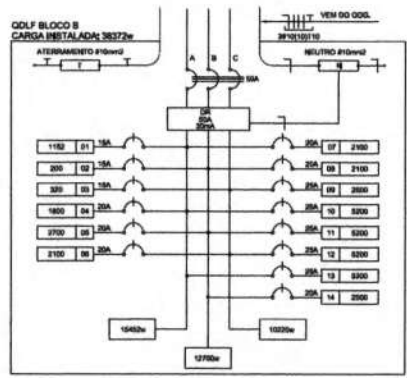 QDLF BLOCO B
CARGA INSTALADA: 38372w
VEM DO QDG.
3#10(10)T10
ATERRAMENTO #10mm2
NEUTRO #10mm2
T
A B C
N
50A
DR
60A
30mA
1152 01 15A
20A 07 2100
200 02 15A
20A 08 2100
320 03 15A
25A 09 2600
1800 04 20A
25A 10 5200
2700 05 20A
25A 11 5200
2100 06 20A
25A 12 5200
25A 13 5200
20A 14 2500
15452w
10220w
12700w